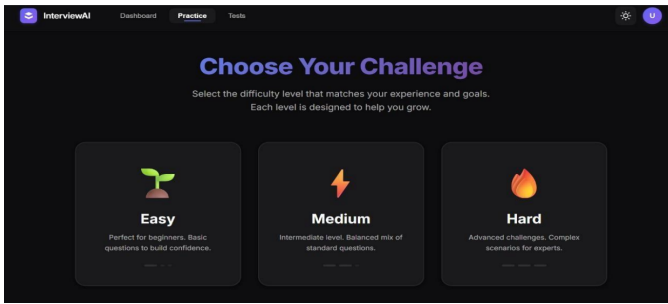 InterviewAI Dashboard Practice Tests U
Choose Your Challenge
Select the difficulty level that matches your experience and goals.
Each level is designed to help you grow.
Easy
Perfect for beginners. Basic
questions to build confidence.
Medium
Intermediate level. Balanced mix of
standard questions.
Hard
Advanced challenges. Complex
scenarios for experts.